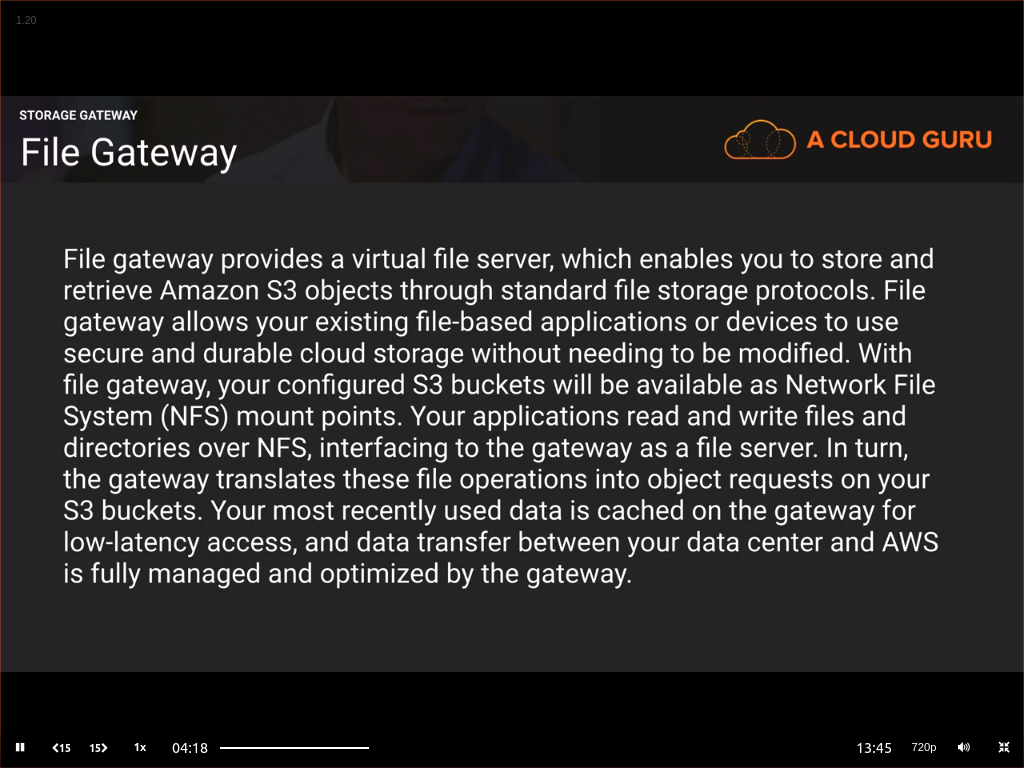 1.20
STORAGE GATEWAY
File Gateway
A CLOUD GURU
File gateway provides a virtual file server, which enables you to store and
retrieve Amazon S3 objects through standard file storage protocols. File
gateway allows your existing file-based applications or devices to use
secure and durable cloud storage without needing to be modified. With
file gateway, your configured S3 buckets will be available as Network File
System (NFS) mount points. Your applications read and write files and
directories over NFS, interfacing to the gateway as a file server. In turn,
the gateway translates these file operations into object requests on your
S3 buckets. Your most recently used data is cached on the gateway for
low-latency access, and data transfer between your data center and AWS
is fully managed and optimized by the gateway.
15 15 1x 04:18 13:45 720p